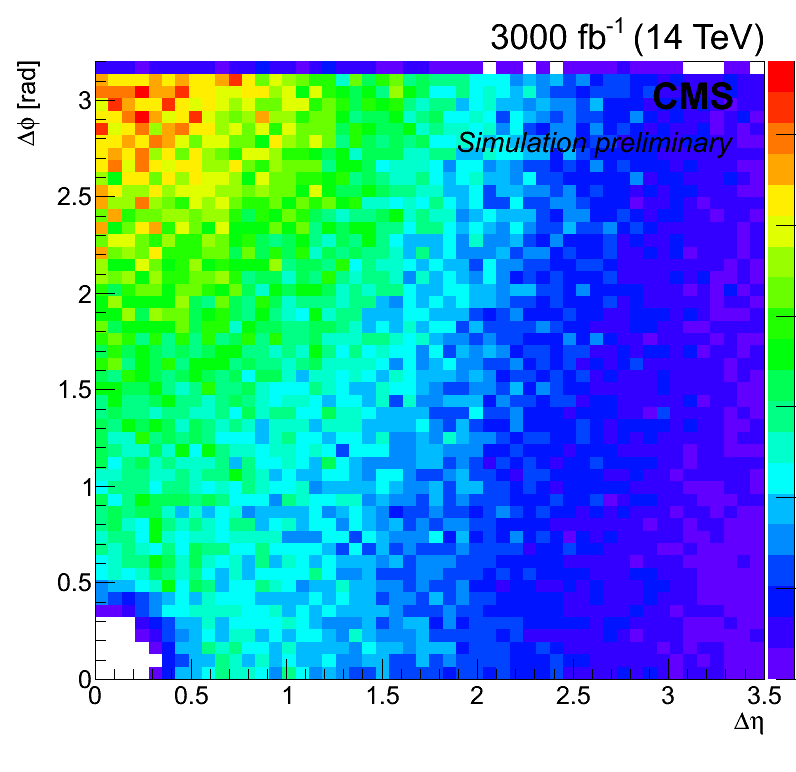 3000 fb-1 (14 TeV)
Δφ [rad]
CMS
Simulation preliminary
3
2.5
2
1.5
1
0.5
0
0 0.5 1 1.5 2 2.5 3 3.5
Δη